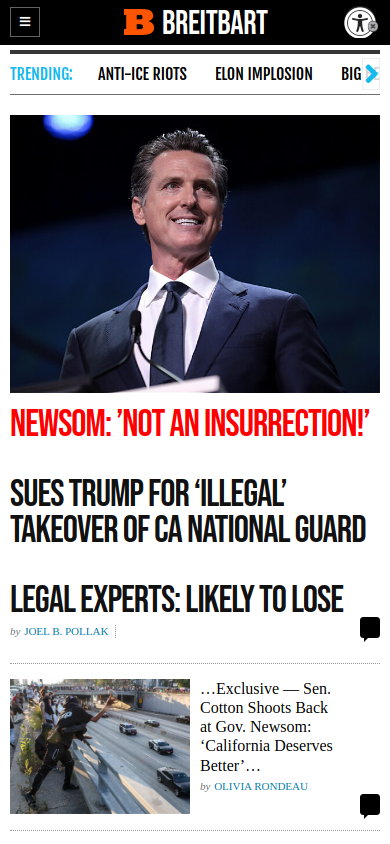 BREITBART
TRENDING:
ANTI-ICE RIOTS
ELON IMPLOSION
BIG
NEWSOM: ’NOT AN INSURRECTION!’
SUES TRUMP FOR ‘ILLEGAL’
TAKEOVER OF CA NATIONAL GUARD
LEGAL EXPERTS: LIKELY TO LOSE
by JOEL B. POLLAK
…Exclusive — Sen.
Cotton Shoots Back
at Gov. Newsom:
‘California Deserves
Better’…
by OLIVIA RONDEAU